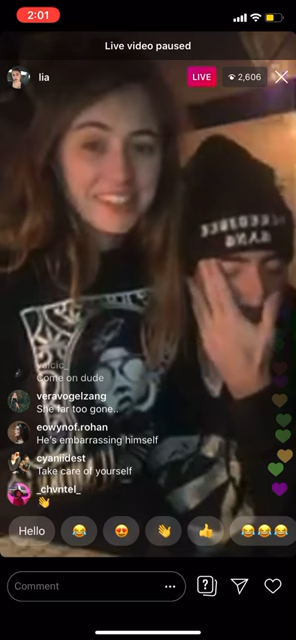 2:01
Live video paused
lia
LIVE
2,606
Come on dude
veravogelzang
She far too gone..
eowynof.rohan
He's embarrassing himself
cyaniidest
Take care of yourself
_chvntel_
Hello
Comment